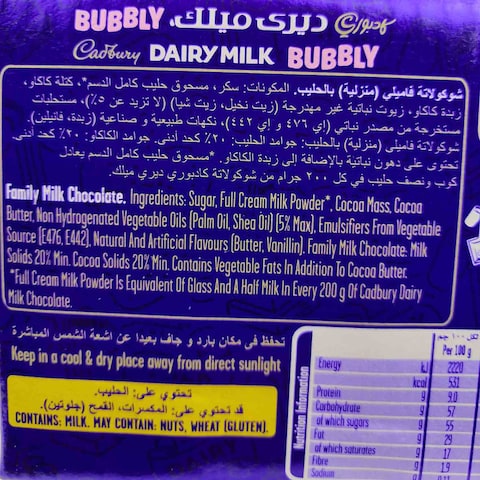 كادبوري ديري ميلك، BUBBLY
Cadbury DAIRY MILK BUBBLY
شوكولاتة فاميلي (منزلية) بالحليب. المكونات: سكر، مسحوق حليب كامل الدسم*، كتلة كاكاو،
زبدة كاكاو، زيوت نباتية غير مهدرجة (زيت نخيل، زيت شيا) (لا تزيد عن ٥٪)، مستحلبات
مستخرجة من مصدر نباتي (إي ٤٧٦ و إي ٤٤٢)، نكهات طبيعية و صناعية (زبدة، فانيلين).
شوكولاتة فاميلي (منزلية) بالحليب: جوامد الحليب: ٢٠٪ كحد أدنى. جوامد الكاكاو: ٢٠٪ كحد أدنى.
تحتوي على دهون نباتية بالإضافة إلى زبدة الكاكاو. *مسحوق حليب كامل الدسم يعادل
كوب ونصف حليب في كل ٢٠٠ جرام من شوكولاتة كادبوري ديري ميلك.
Family Milk Chocolate. Ingredients: Sugar, Full Cream Milk Powder*, Cocoa Mass, Cocoa
Butter, Non Hydrogenated Vegetable Oils (Palm Oil, Shea Oil) (5% Max), Emulsifiers From Vegetable
Source (E476, E442), Natural And Artificial Flavours (Butter, Vanillin). Family Milk Chocolate: Milk
Solids 20% Min. Cocoa Solids 20% Min. Contains Vegetable Fats In Addition To Cocoa Butter.
*Full Cream Milk Powder Is Equivalent Of Glass And A Half Milk In Every 200 g Of Cadbury Dairy
Milk Chocolate.
تحفظ في مكان بارد و جاف بعيدا عن اشعة الشمس المباشرة
Keep in a cool & dry place away from direct sunlight
تحتوي على: الحليب.
قد تحتوي على: المكسرات، القمح (جلوتين).
CONTAINS: MILK. MAY CONTAIN: NUTS, WHEAT (GLUTEN).
Nutrition Information
لكل ١٠٠ جم
Per 100 g
Energy kJ 2220
kcal 531
Protein g 9.0
Carbohydrate g 57
of which sugars g 55
Fat g 29
of which saturates g 17
Fibre g 1.9
Sodium g